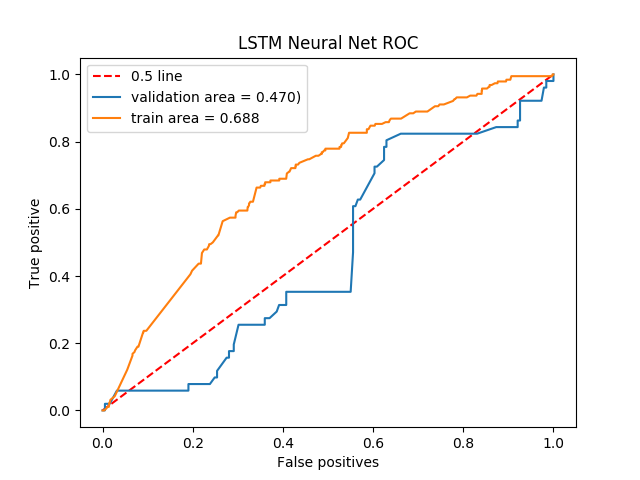 LSTM Neural Net ROC
0.5 line
validation area = 0.470)
train area = 0.688
True positive
1.0
0.8
0.6
0.4
0.2
0.0
0.0 0.2 0.4 0.6 0.8 1.0
False positives